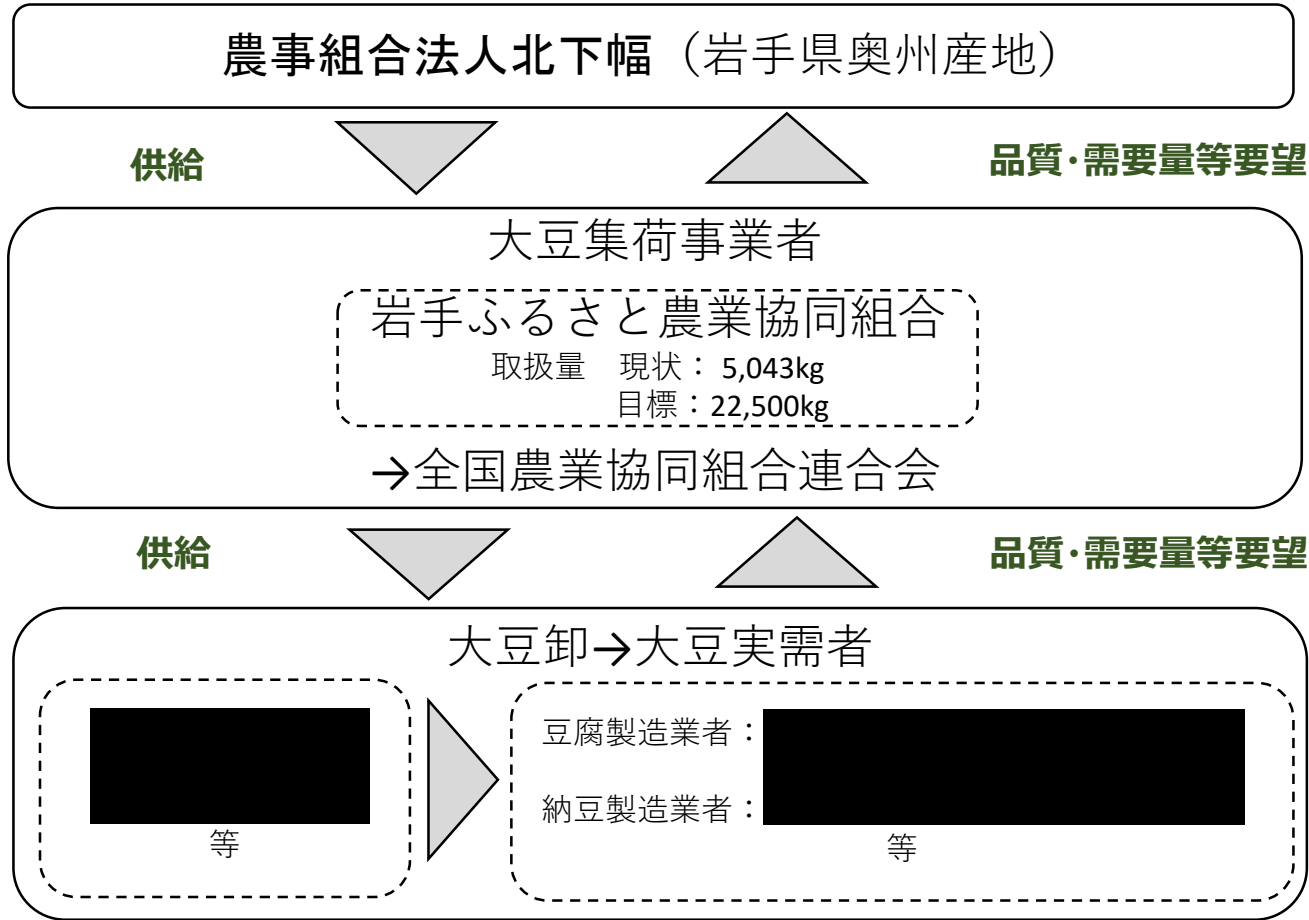 農事組合法人北下幅（岩手県奥州産地）
供給
品質・需要量等要望
大豆集荷事業者
岩手ふるさと農業協同組合
取扱量　現状： 5,043kg
目標：22,500kg
→全国農業協同組合連合会
供給
品質・需要量等要望
大豆卸→大豆実需者
等
豆腐製造業者：
納豆製造業者：
等